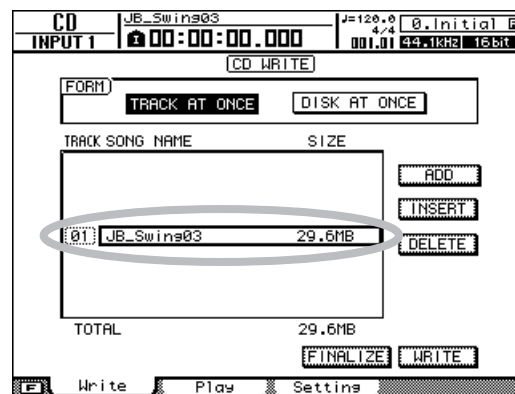 CD JB_Swing03 J=120.0 0.Initial
INPUT 1 00:00:00.000 4/4 001.01 44.1kHz 16bit
CD WRITE
FORM
TRACK AT ONCE DISK AT ONCE
TRACK SONG NAME SIZE
ADD
INSERT
01 JB_Swing03 29.6MB
DELETE
TOTAL 29.6MB
FINALIZE WRITE
F Write Play Setting